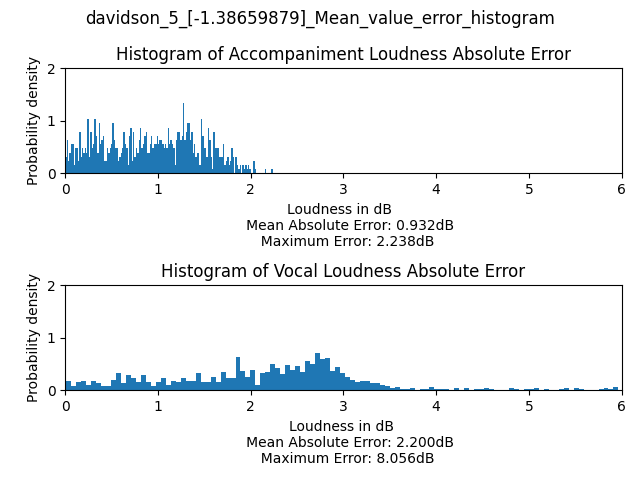 davidson_5_[-1.38659879]_Mean_value_error_histogram
Histogram of Accompaniment Loudness Absolute Error
Probability density
2
1
0
0 1 2 3 4 5 6
Loudness in dB
Mean Absolute Error: 0.932dB
Maximum Error: 2.238dB
Histogram of Vocal Loudness Absolute Error
Probability density
2
1
0
0 1 2 3 4 5 6
Loudness in dB
Mean Absolute Error: 2.200dB
Maximum Error: 8.056dB